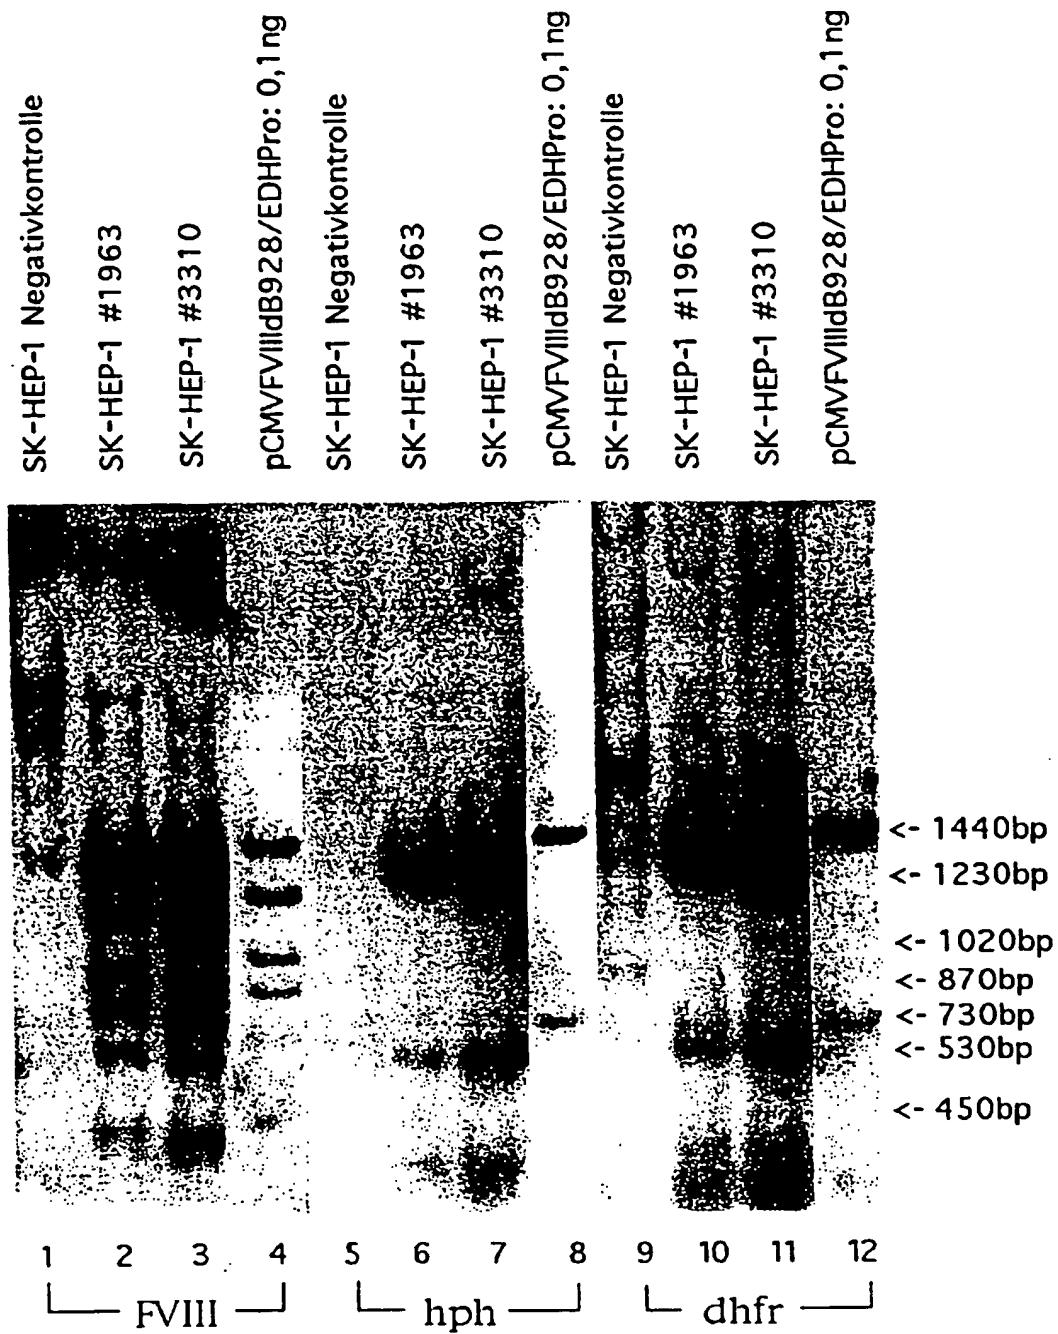 SK-HEP-1 Negativkontrolle
SK-HEP-1 #1963
SK-HEP-1 #3310
pCMVFVIIIdB928/EDHPro: 0,1ng
SK-HEP-1 Negativkontrolle
SK-HEP-1 #1963
SK-HEP-1 #3310
pCMVFVIIIdB928/EDHPro: 0,1ng
SK-HEP-1 Negativkontrolle
SK-HEP-1 #1963
SK-HEP-1 #3310
pCMVFVIIIdB928/EDHPro: 0,1ng
<- 1440bp
<- 1230bp
<- 1020bp
<- 870bp
<- 730bp
<- 530bp
<- 450bp
1 2 3 4 5 6 7 8 9 10 11 12
FVIII hph dhfr